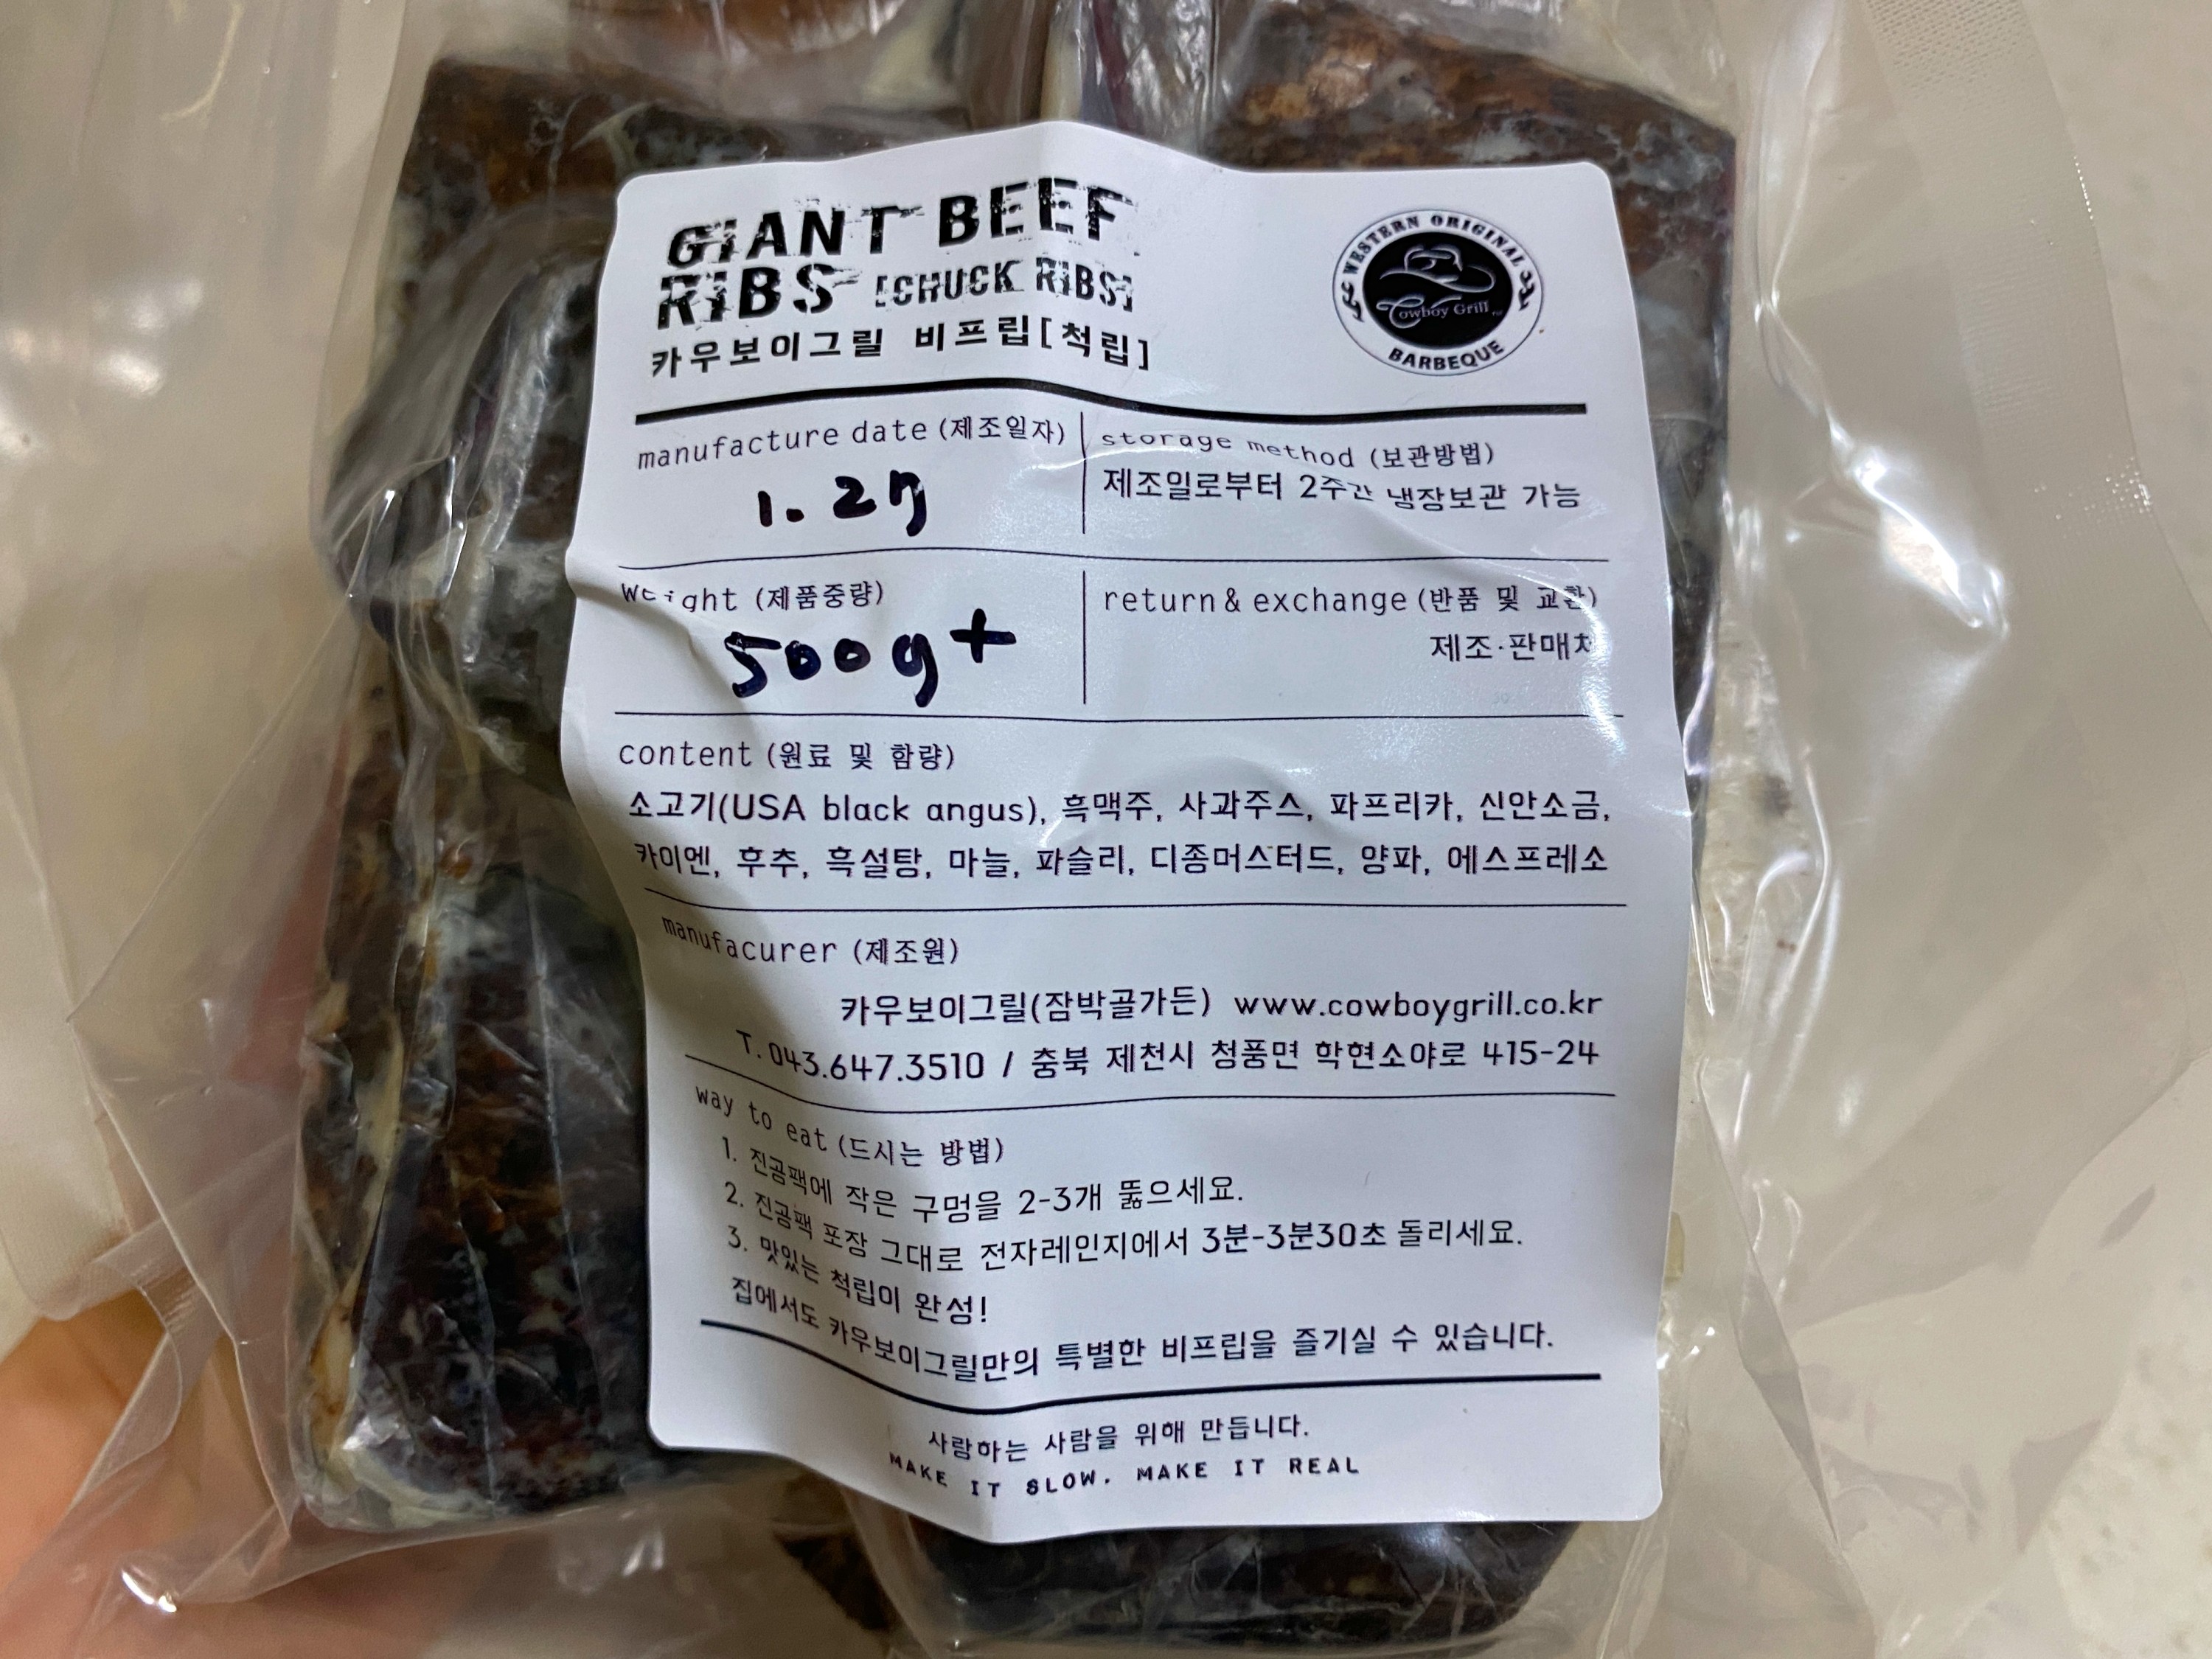 GIANT BEEF
RIBS [CHUCK RIBS]
카우보이그릴 비프립[척립]
WESTERN ORIGINAL
Cowboy Grill
BARBEQUE
manufacture date (제조일자)
1. 27
storage method (보관방법)
제조일로부터 2주간 냉장보관 가능
weight (제품중량)
500g+
return & exchange (반품 및 교환)
제조·판매처
content (원료 및 함량)
소고기(USA black angus), 흑맥주, 사과주스, 파프리카, 신안소금,
카이엔, 후추, 흑설탕, 마늘, 파슬리, 디종머스터드, 양파, 에스프레소
manufacurer (제조원)
카우보이그릴(잠박골가든) www.cowboygrill.co.kr
T. 043.647.3510 / 충북 제천시 청풍면 학현소야로 415-24
way to eat (드시는 방법)
1. 진공팩에 작은 구멍을 2-3개 뚫으세요.
2. 진공팩 포장 그대로 전자레인지에서 3분-3분30초 돌리세요.
3. 맛있는 척립이 완성!
집에서도 카우보이그릴만의 특별한 비프립을 즐기실 수 있습니다.
사랑하는 사람을 위해 만듭니다.
MAKE IT SLOW. MAKE IT REAL